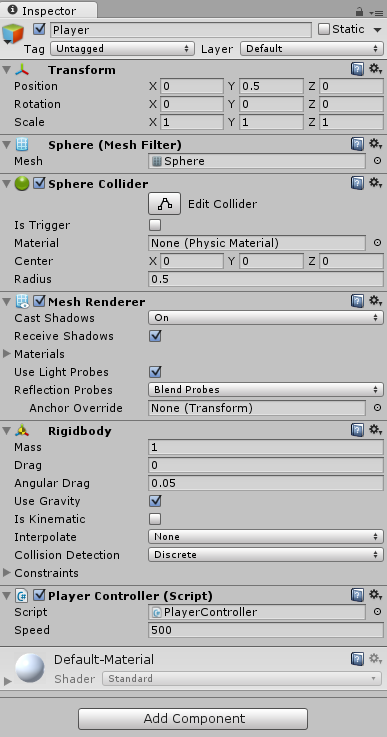 Inspector
Player Static
Tag Untagged Layer Default
Transform
Position X 0 Y 0.5 Z 0
Rotation X 0 Y 0 Z 0
Scale X 1 Y 1 Z 1
Sphere (Mesh Filter)
Mesh Sphere
Sphere Collider
Edit Collider
Is Trigger
Material None (Physic Material)
Center X 0 Y 0 Z 0
Radius 0.5
Mesh Renderer
Cast Shadows On
Receive Shadows
Materials
Use Light Probes
Reflection Probes Blend Probes
Anchor Override None (Transform)
Rigidbody
Mass 1
Drag 0
Angular Drag 0.05
Use Gravity
Is Kinematic
Interpolate None
Collision Detection Discrete
Constraints
Player Controller (Script)
Script PlayerController
Speed 500
Default-Material
Shader Standard
Add Component